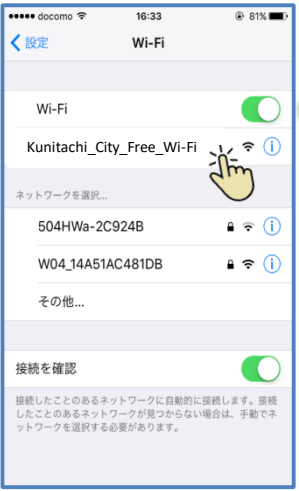 docomo 16:33 81%
設定 Wi-Fi
Wi-Fi
Kunitachi_City_Free_Wi-Fi
ネットワークを選択...
504HWa-2C924B
W04_14A51AC481DB
その他...
接続を確認
接続したことのあるネットワークに自動的に接続します。接続
したことのあるネットワークが見つからない場合は、手動でネ
ットワークを選択する必要があります。